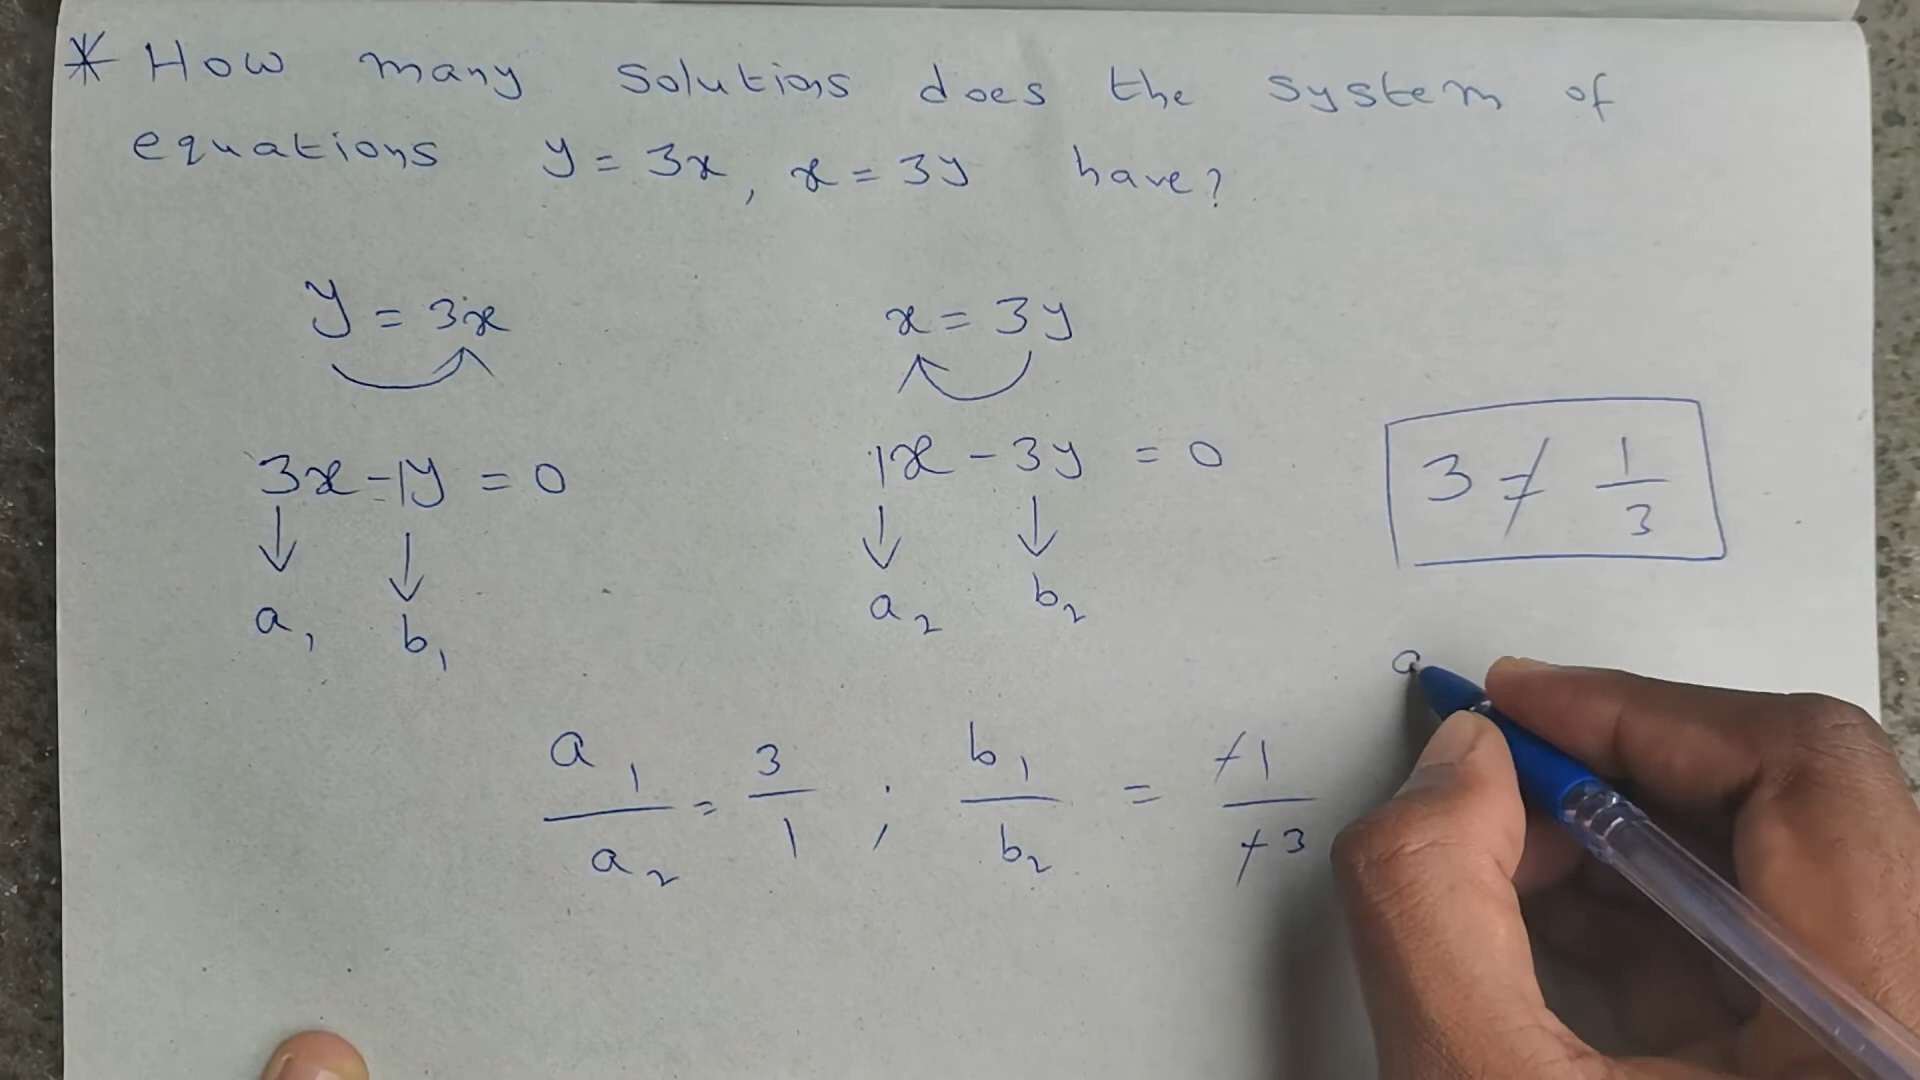 * How many solutions does the system of
equations y = 3x, x = 3y have?
y = 3x
x = 3y
3x - 1y = 0
1x - 3y = 0
3 ≠ 1/3
a1 b1
a2 b2
a
a1/a2 = 3/1 ; b1/b2 = -1/-3